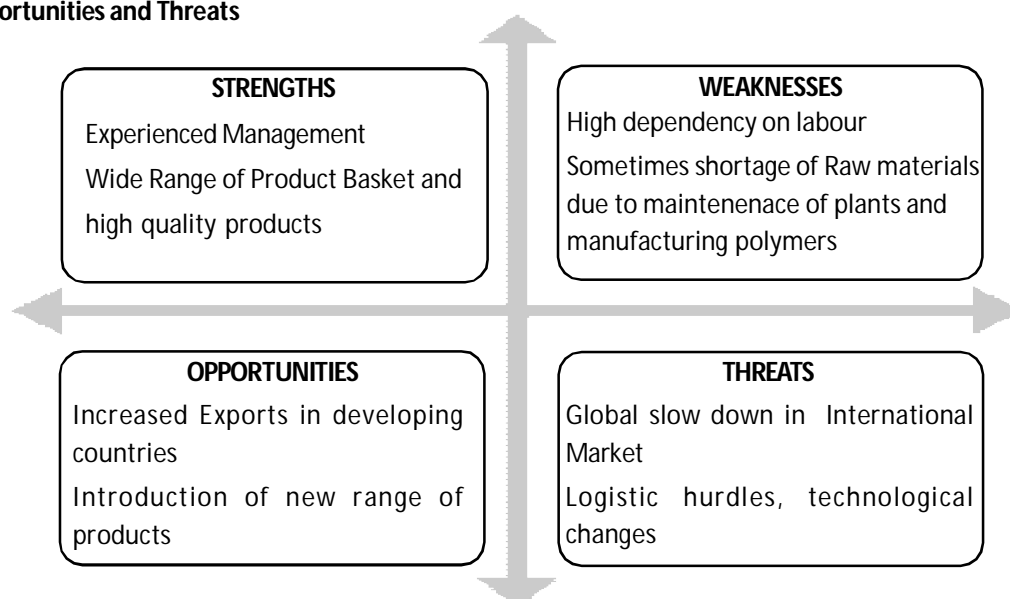 ortunities and Threats
STRENGTHS
Experienced Management
Wide Range of Product Basket and
high quality products
WEAKNESSES
High dependency on labour
Sometimes shortage of Raw materials
due to maintenenace of plants and
manufacturing polymers
OPPORTUNITIES
Increased Exports in developing
countries
Introduction of new range of
products
THREATS
Global slow down in International
Market
Logistic hurdles, technological
changes